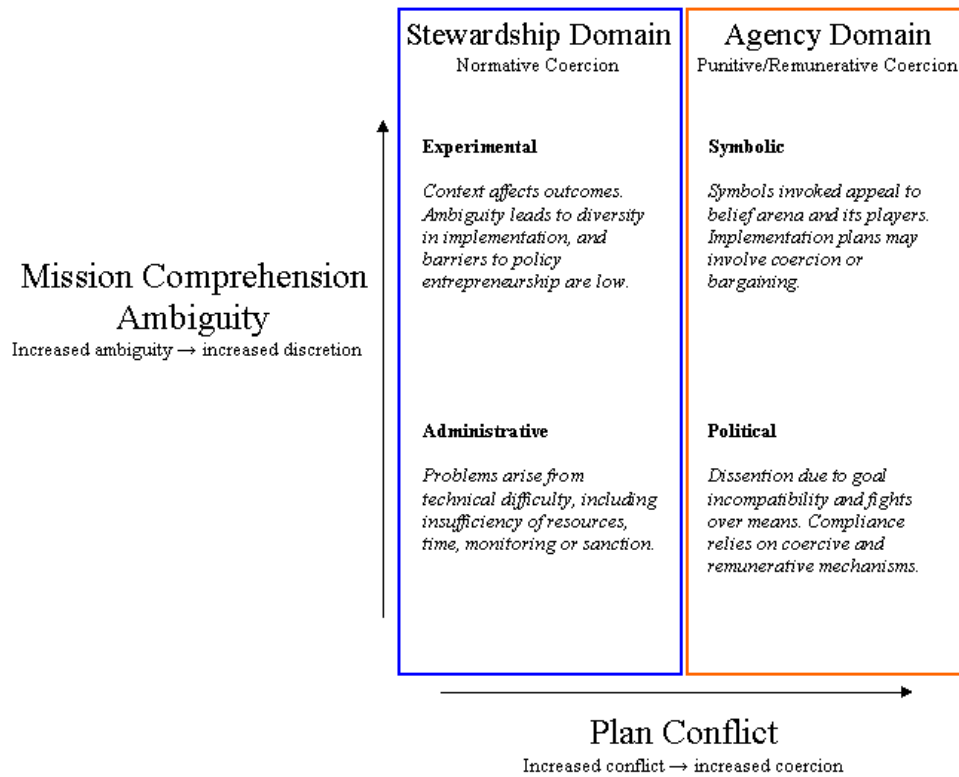 Stewardship Domain
Normative Coercion
Agency Domain
Punitive/Remunerative Coercion
Experimental
Context affects outcomes.
Ambiguity leads to diversity
in implementation, and
barriers to policy
entrepreneurship are low.
Symbolic
Symbols invoked appeal to
belief arena and its players.
Implementation plans may
involve coercion or
bargaining.
Mission Comprehension
Ambiguity
Increased ambiguity → increased discretion
Administrative
Problems arise from
technical difficulty, including
insufficiency of resources,
time, monitoring or sanction.
Political
Dissention due to goal
incompatibility and fights
over means. Compliance
relies on coercive and
remunerative mechanisms.
Plan Conflict
Increased conflict → increased coercion